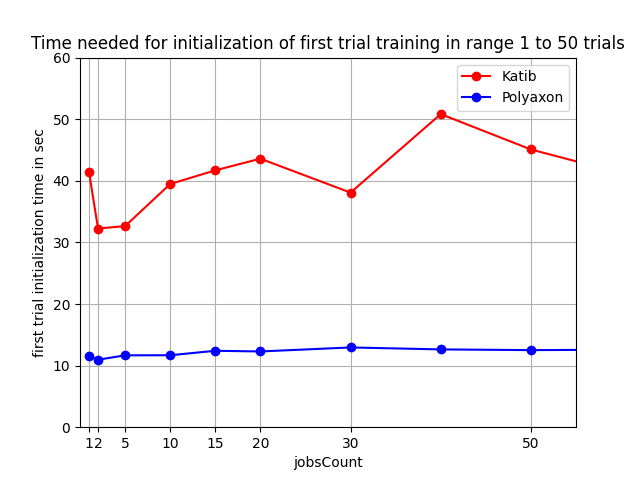 Time needed for initialization of first trial training in range 1 to 50 trials
Katib
Polyaxon
60
50
40
30
20
10
0
first trial initialization time in sec
1 2 5 10 15 20 30 50
jobsCount